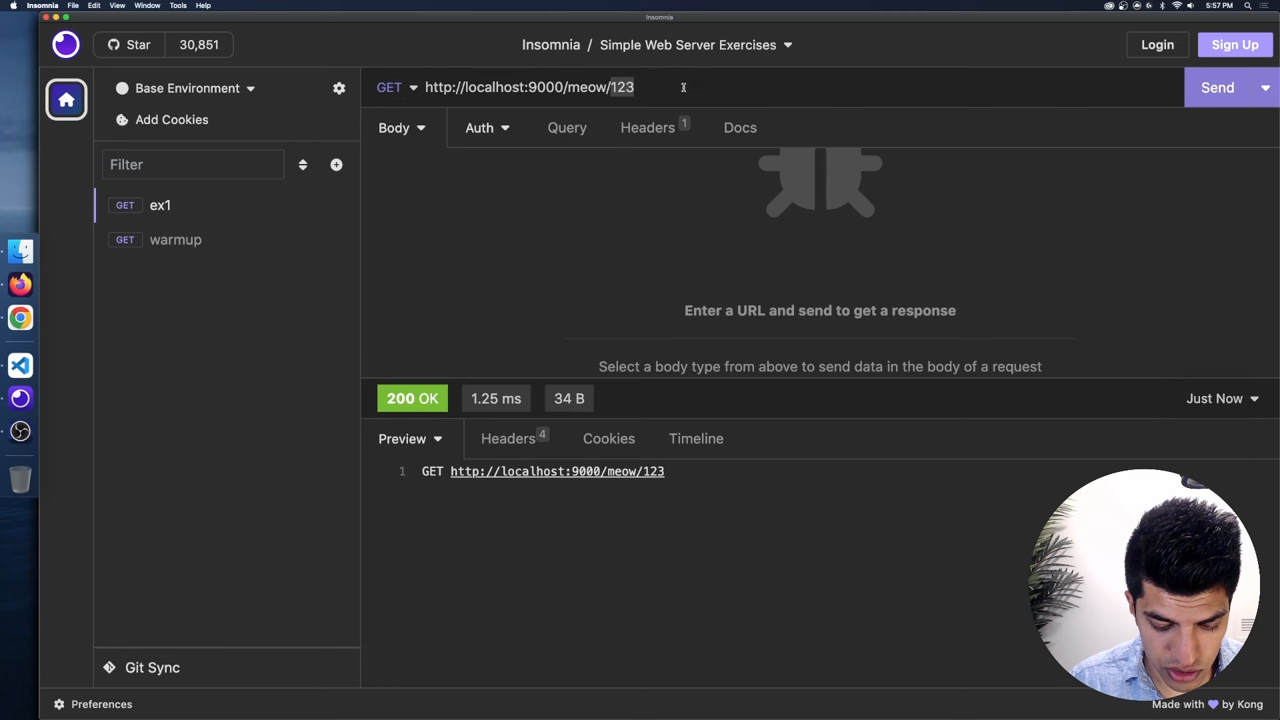 Insomnia File Edit View Window Tools Help 5:57 PM
Insomnia
Star 30,851 Insomnia / Simple Web Server Exercises Login Sign Up
Base Environment
Add Cookies
Filter
GET ex1
GET warmup
Git Sync
GET http://localhost:9000/meow/123 Send
Body Auth Query Headers 1 Docs
Enter a URL and send to get a response
Select a body type from above to send data in the body of a request
200 OK 1.25 ms 34 B Just Now
Preview Headers 4 Cookies Timeline
1 GET http://localhost:9000/meow/123
Preferences Made with by Kong